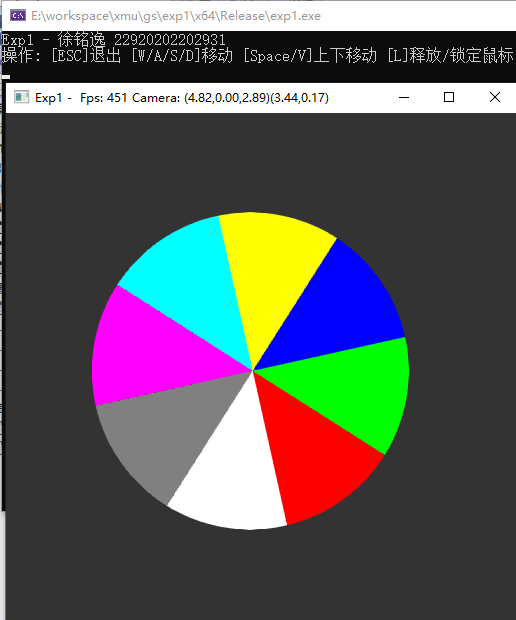 E:\workspace\xmu\gs\exp1\x64\Release\exp1.exe
Exp1 - 徐铭逸 22920202202931
操作: [ESC]退出 [W/A/S/D]移动 [Space/V]上下移动 [L]释放/锁定鼠标
Exp1 - Fps: 451 Camera: (4.82,0.00,2.89)(3.44,0.17)